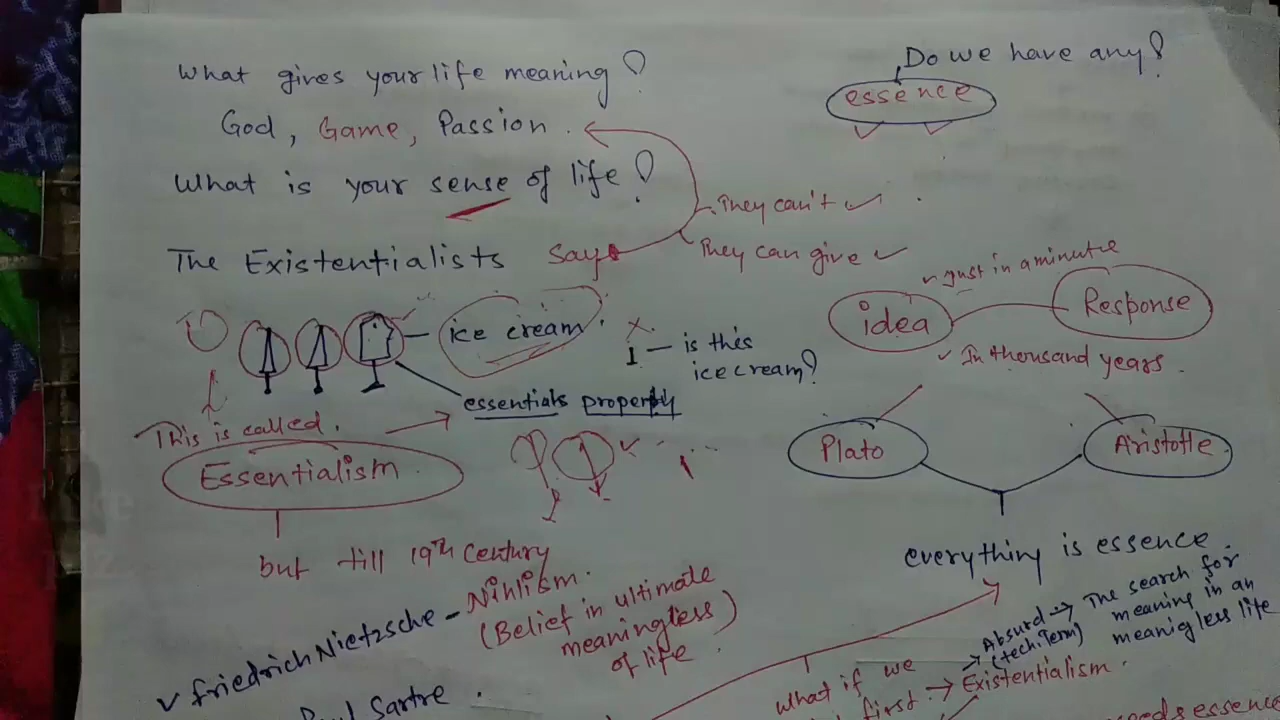 What gives your life meaning?
God, Game, Passion.
What is your sense of life?
The Existentialists say
They can't
They can give
Do we have any?
essence
just in a minute
idea
Response
In thousand years.
ice cream.
1 — is this
ice cream?
essentials property
This is called.
Essentialism
but till 19th Century
Friedrich Nietzsche - Nihlism.
(Belief in ultimate
meaningless
of life.)
Sartre.
Plato
Aristotle.
everything is essence.
Absurd → The search for
(tech.Term) meaning in an
meanigless life
what if we
first. → Existentialism.
essence